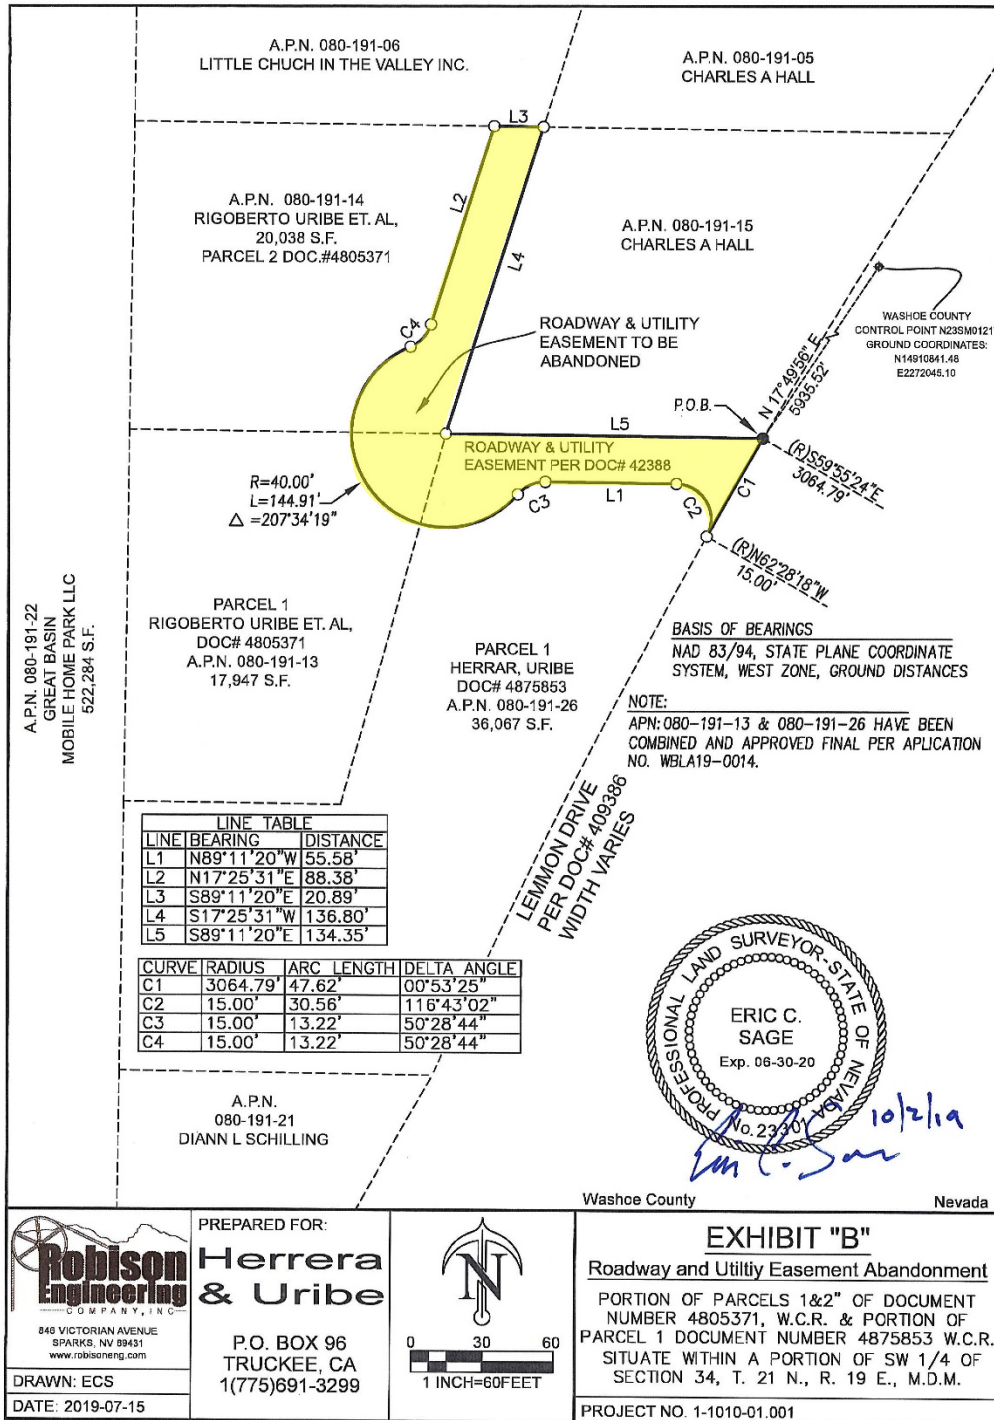 A.P.N. 080-191-06
LITTLE CHUCH IN THE VALLEY INC.
A.P.N. 080-191-05
CHARLES A HALL
L3
A.P.N. 080-191-14
RIGOBERTO URIBE ET. AL,
20,038 S.F.
PARCEL 2 DOC.#4805371
L2
L4
A.P.N. 080-191-15
CHARLES A HALL
WASHOE COUNTY
CONTROL POINT N23SM0121
GROUND COORDINATES:
N14910841.48
E2272045.10
C4
ROADWAY & UTILITY
EASEMENT TO BE
ABANDONED
N 17°49'56" E
5935.52'
P.O.B.
L5
ROADWAY & UTILITY
EASEMENT PER DOC# 42388
(R)S59°55'24"E
3064.79'
R=40.00'
L=144.91'
Δ =207°34'19"
C3
L1
C2
C1
(R)N62°28'18"W
15.00'
A.P.N. 080-191-22
GREAT BASIN
MOBILE HOME PARK LLC
522,284 S.F.
PARCEL 1
RIGOBERTO URIBE ET. AL,
DOC# 4805371
A.P.N. 080-191-13
17,947 S.F.
PARCEL 1
HERRAR, URIBE
DOC# 4875853
A.P.N. 080-191-26
36,067 S.F.
BASIS OF BEARINGS
NAD 83/94, STATE PLANE COORDINATE
SYSTEM, WEST ZONE, GROUND DISTANCES
NOTE:
APN: 080-191-13 & 080-191-26 HAVE BEEN
COMBINED AND APPROVED FINAL PER APLICATION
NO. WBLA19-0014.
LEMMON DRIVE
PER DOC# 409386
WIDTH VARIES
LINE TABLE
LINE BEARING DISTANCE
L1 N89°11'20"W 55.58'
L2 N17°25'31"E 88.38'
L3 S89°11'20"E 20.89'
L4 S17°25'31"W 136.80'
L5 S89°11'20"E 134.35'
CURVE RADIUS ARC LENGTH DELTA ANGLE
C1 3064.79' 47.62' 00°53'25"
C2 15.00' 30.56' 116°43'02"
C3 15.00' 13.22' 50°28'44"
C4 15.00' 13.22' 50°28'44"
A.P.N.
080-191-21
DIANN L SCHILLING
PROFESSIONAL LAND SURVEYOR-STATE OF NEVADA
ERIC C.
SAGE
Exp. 06-30-20
No. 23301
10/2/19
Washoe County Nevada
Robison
Engineering
COMPANY, INC
846 VICTORIAN AVENUE
SPARKS, NV 89431
www.robisoneng.com
DRAWN: ECS
DATE: 2019-07-15
PREPARED FOR:
Herrera
& Uribe
P.O. BOX 96
TRUCKEE, CA
1(775)691-3299
N
0 30 60
1 INCH=60FEET
EXHIBIT "B"
Roadway and Utiltiy Easement Abandonment
PORTION OF PARCELS 1&2" OF DOCUMENT
NUMBER 4805371, W.C.R. & PORTION OF
PARCEL 1 DOCUMENT NUMBER 4875853 W.C.R.
SITUATE WITHIN A PORTION OF SW 1/4 OF
SECTION 34, T. 21 N., R. 19 E., M.D.M.
PROJECT NO. 1-1010-01.001